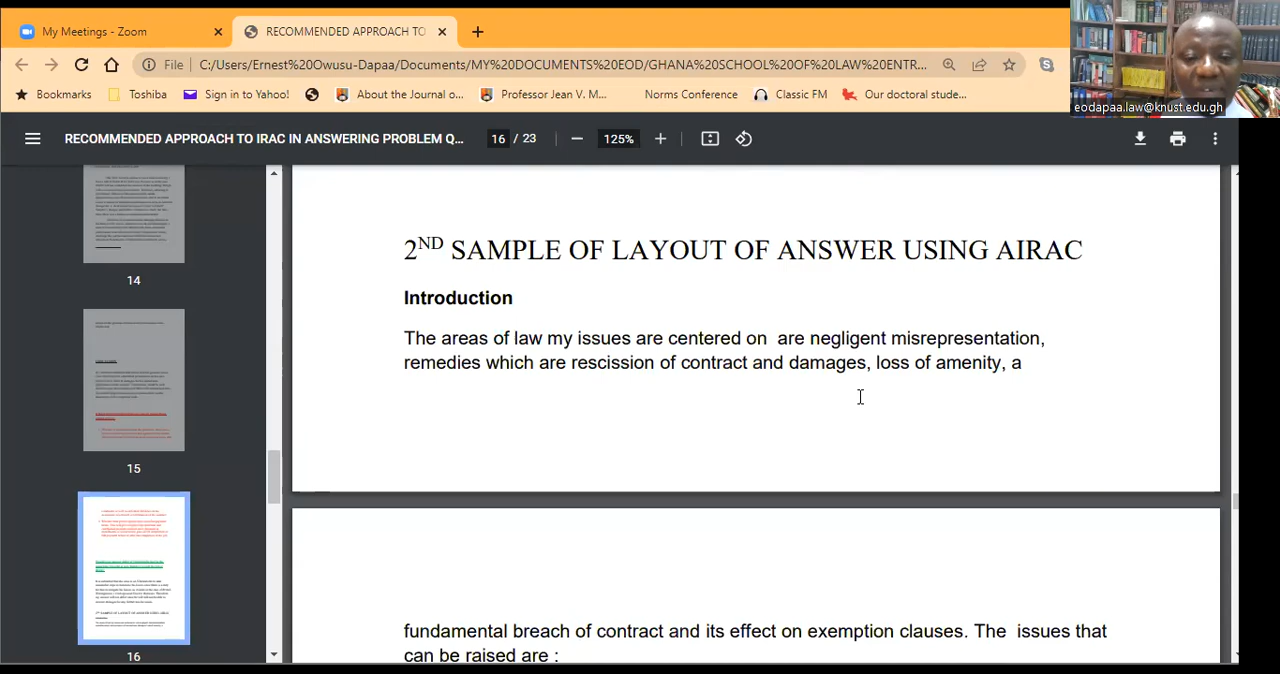 My Meetings - Zoom
RECOMMENDED APPROACH TO
File C:/Users/Ernest%20Owusu-Dapa/Documents/MY%20DOCUMENTS%20EOD/GHANA%20SCHOOL%20OF%20LAW%20ENTR...
Bookmarks Toshiba Sign in to Yahoo! About the Journal o... Professor Jean V. M... Norms Conference Classic FM Our doctoral stude...
eodapaa.law@knust.edu.gh
RECOMMENDED APPROACH TO IRAC IN ANSWERING PROBLEM Q... 16 / 23 125%
14
15
16
2ND SAMPLE OF LAYOUT OF ANSWER USING AIRAC
Introduction
The areas of law my issues are centered on are negligent misrepresentation,
remedies which are rescission of contract and damages, loss of amenity, a
fundamental breach of contract and its effect on exemption clauses. The issues that
can be raised are :